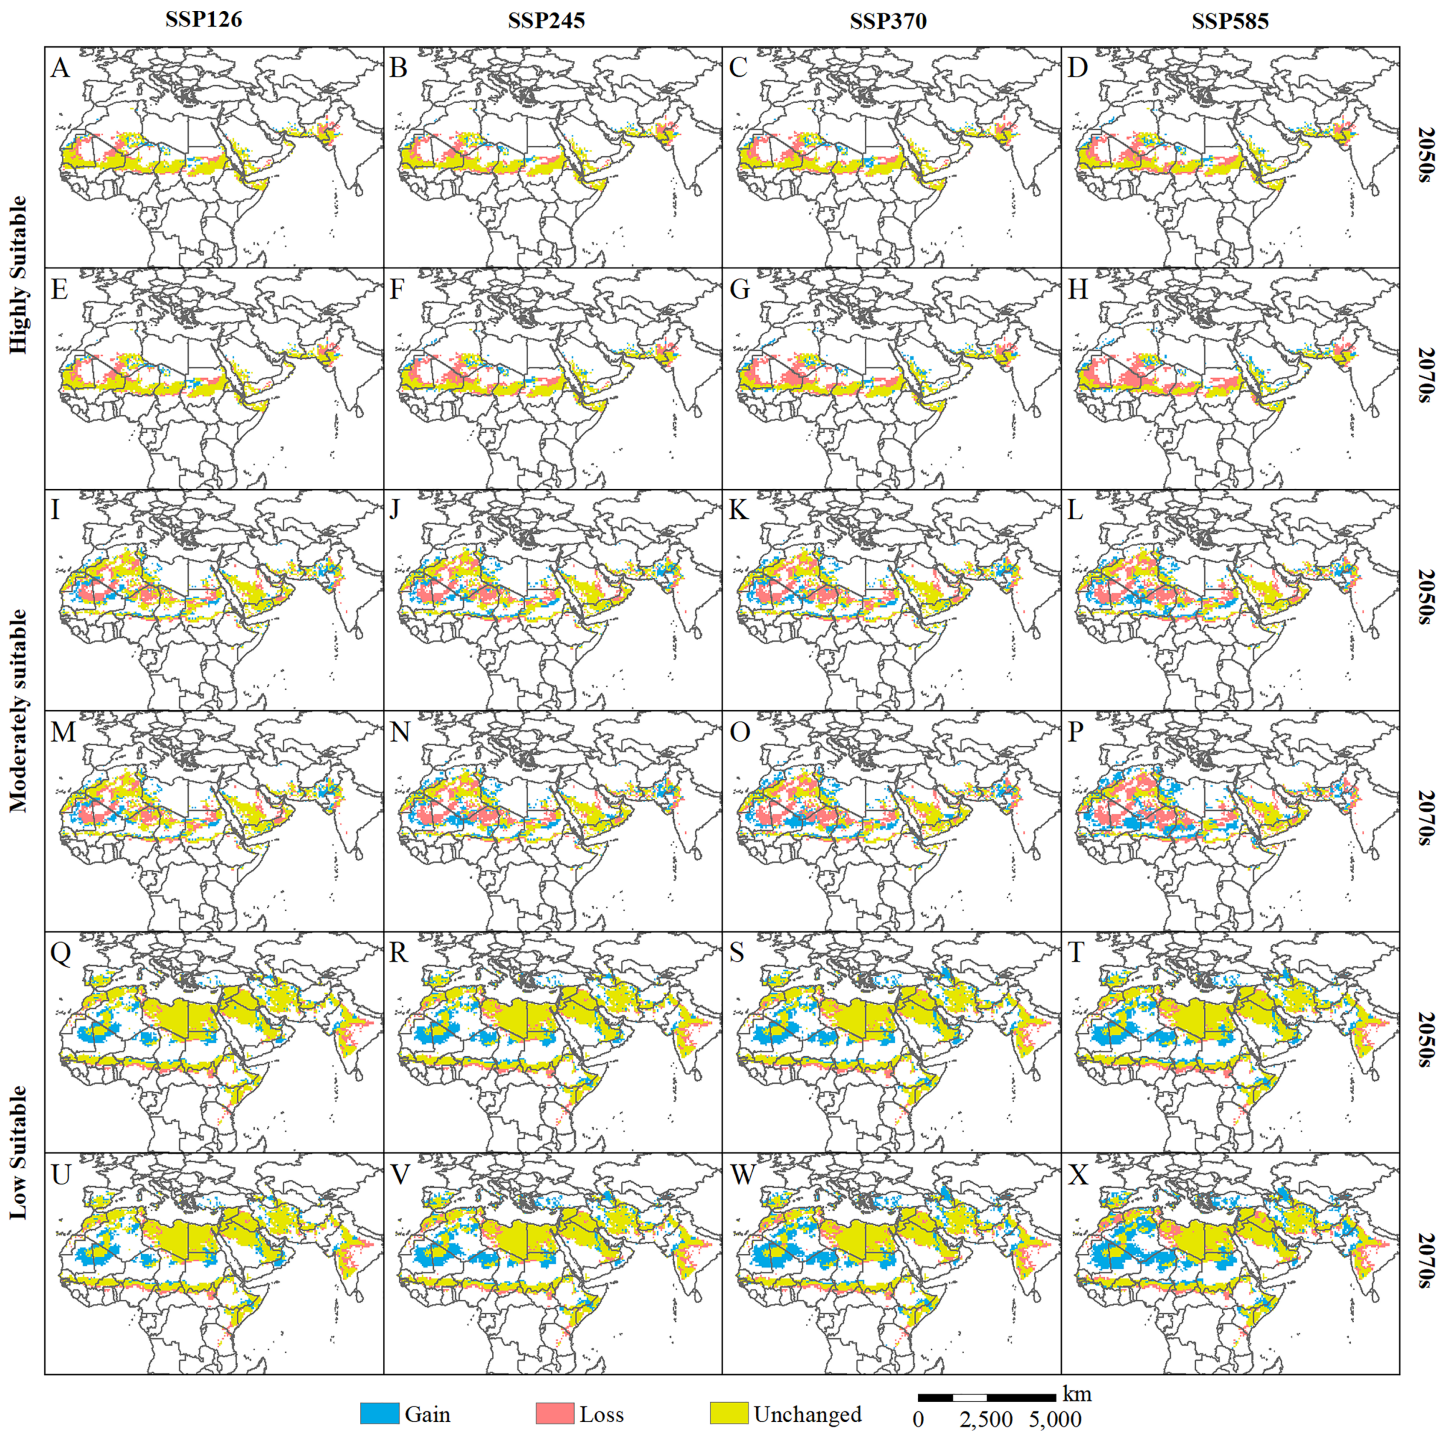 SSP126 SSP245 SSP370 SSP585
A B C D
2050s
Highly Suitable
E F G H
2070s
I J K L
2050s
Moderately suitable
M N O P
2070s
Q R S T
2050s
Low Suitable
U V W X
2070s
Gain Loss Unchanged km
0 2,500 5,000